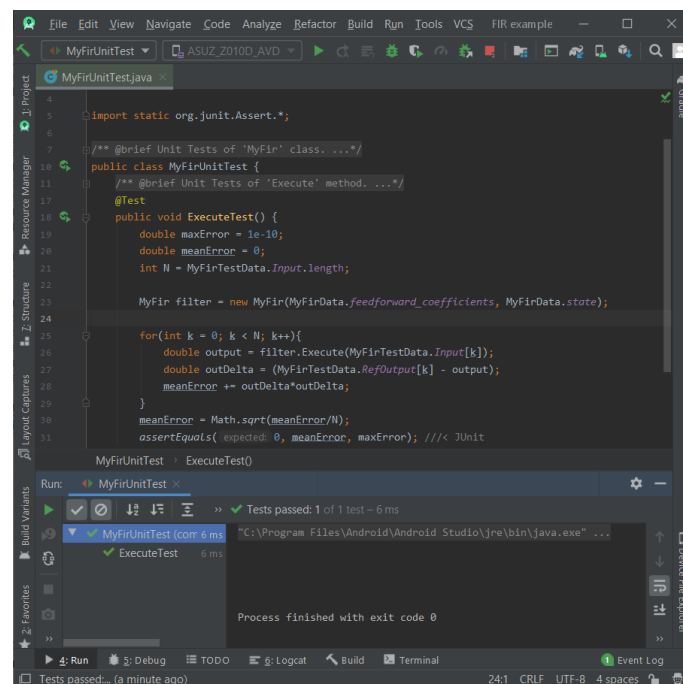 File Edit View Navigate Code Analyze Refactor Build Run Tools VCS FIR example
MyFirUnitTest ASUZ_Z010D_AVD
MyFirUnitTest.java
4
5 import static org.junit.Assert.*;
6
7 /** @brief Unit Tests of 'MyFir' class. ...*/
10 public class MyFirUnitTest {
11 /** @brief Unit Tests of 'Execute' method. ...*/
17 @Test
18 public void ExecuteTest() {
19 double maxError = 1e-10;
20 double meanError = 0;
21 int N = MyFirTestData.Input.length;
22
23 MyFir filter = new MyFir(MyFirData.feedforward_coefficients, MyFirData.state);
24
25 for(int k = 0; k < N; k++){
26 double output = filter.Execute(MyFirTestData.Input[k]);
27 double outDelta = (MyFirTestData.RefOutput[k] - output);
28 meanError += outDelta*outDelta;
29 }
30 meanError = Math.sqrt(meanError/N);
31 assertEquals( expected: 0, meanError, maxError); ///< JUnit
MyFirUnitTest > ExecuteTest()
1: Project
Resource Manager
Z: Structure
Layout Captures
Build Variants
2: Favorites
Gradle
Device File Explorer
Run: MyFirUnitTest
>> Tests passed: 1 of 1 test – 6 ms
MyFirUnitTest (com 6 ms
ExecuteTest 6 ms
"C:\Program Files\Android\Android Studio\jre\bin\java.exe" ...
Process finished with exit code 0
4: Run 5: Debug TODO 6: Logcat Build Terminal 1 Event Log
Tests passed:... (a minute ago) 24:1 CRLF UTF-8 4 spaces